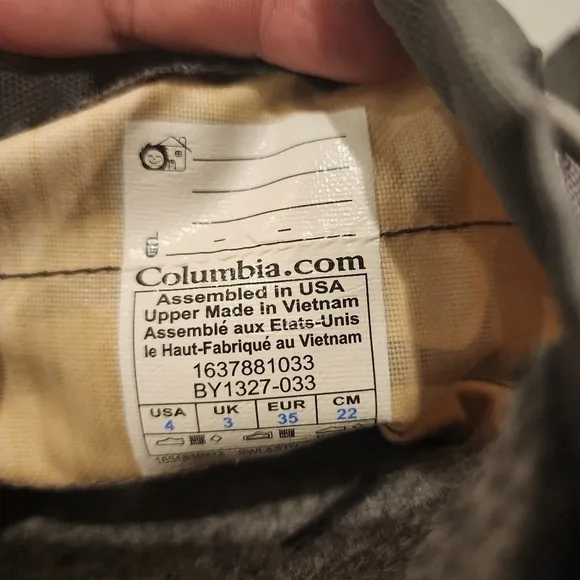 TEL
Columbia.com
Assembled in USA
Upper Made in Vietnam
Assemblé aux Etats-Unis
le Haut-Fabriqué au Vietnam
1637881033
BY1327-033
USA UK EUR CM
4 3 35 22